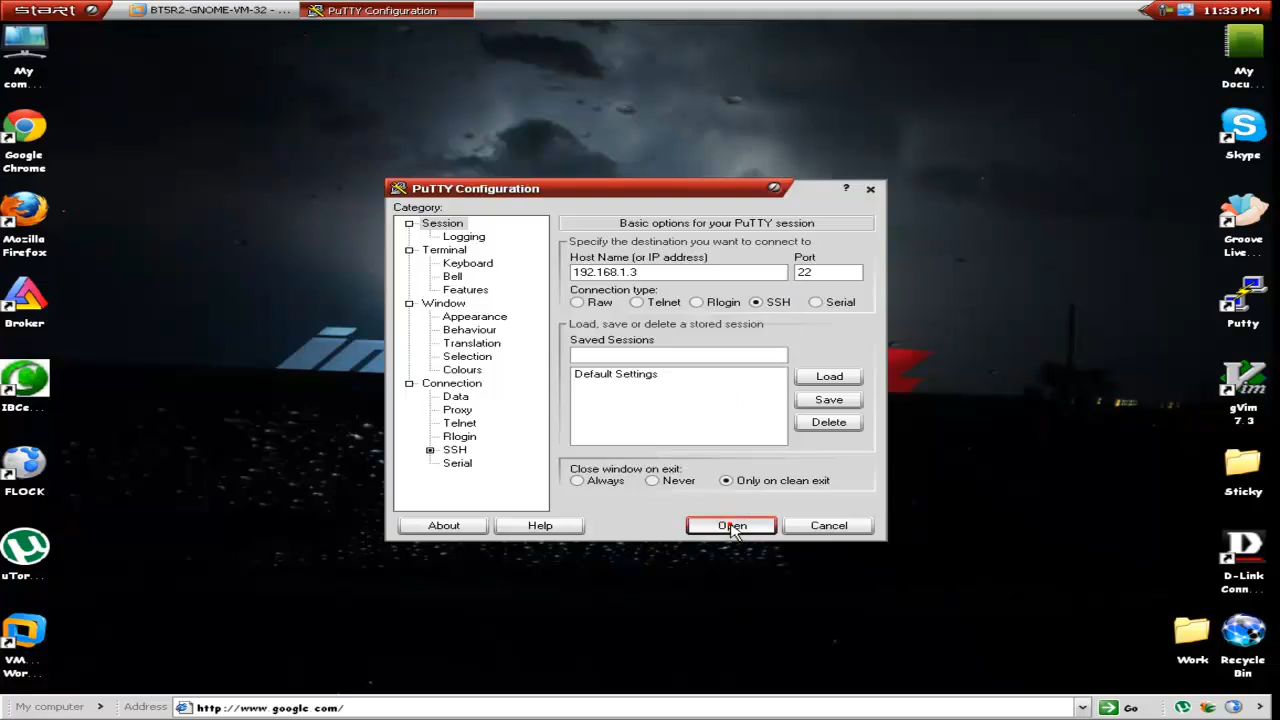 start
BT5R2-GNOME-VM-32 - ...
PuTTY Configuration
11:33 PM
My com...
Google Chrome
Mozilla Firefox
Broker
IBCe...
FLOCK
uTor...
VM... Wor...
My Docu...
Skype
Groove Live...
Putty
gVim 7.3
Sticky
D-Link Conn...
Work
Recycle Bin
PuTTY Configuration
?
Category:
Session
Logging
Terminal
Keyboard
Bell
Features
Window
Appearance
Behaviour
Translation
Selection
Colours
Connection
Data
Proxy
Telnet
Rlogin
SSH
Serial
Basic options for your PuTTY session
Specify the destination you want to connect to
Host Name (or IP address) Port
192.168.1.3 22
Connection type:
Raw Telnet Rlogin SSH Serial
Load, save or delete a stored session
Saved Sessions
Default Settings
Load
Save
Delete
Close window on exit:
Always Never Only on clean exit
About Help Open Cancel
My computer Address http://www.google.com/ Go